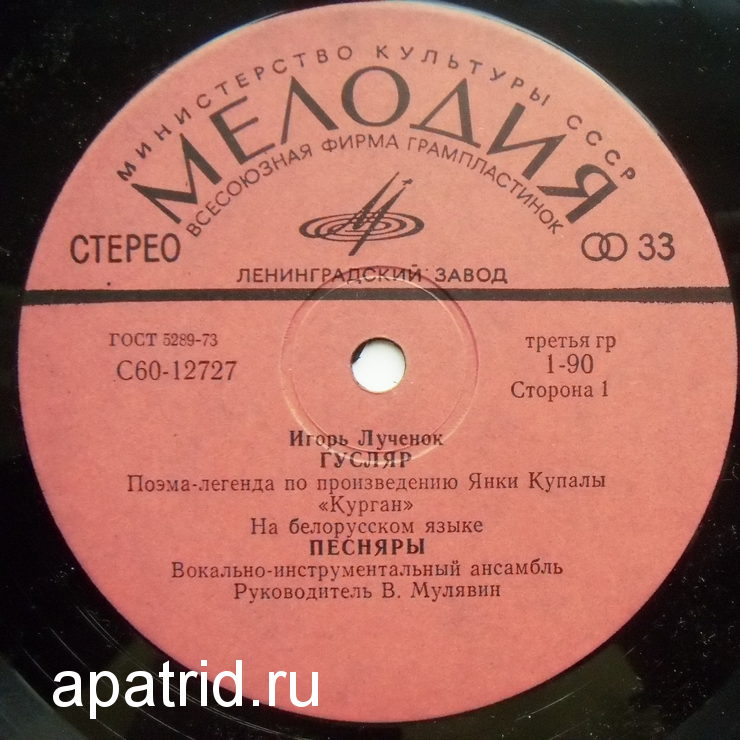 МИНИСТЕРСТВО КУЛЬТУРЫ СССР
МЕЛОДИЯ
ВСЕСОЮЗНАЯ ФИРМА ГРАМПЛАСТИНОК
СТЕРЕО
33
ЛЕНИНГРАДСКИЙ ЗАВОД
ГОСТ 5289-73
С60-12727
третья гр
1-90
Сторона 1
Игорь Лученок
ГУСЛЯР
Поэма-легенда по произведению Янки Купалы
«Курган»
На белорусском языке
ПЕСНЯРЫ
Вокально-инструментальный ансамбль
Руководитель В. Мулявин
apatrid.ru